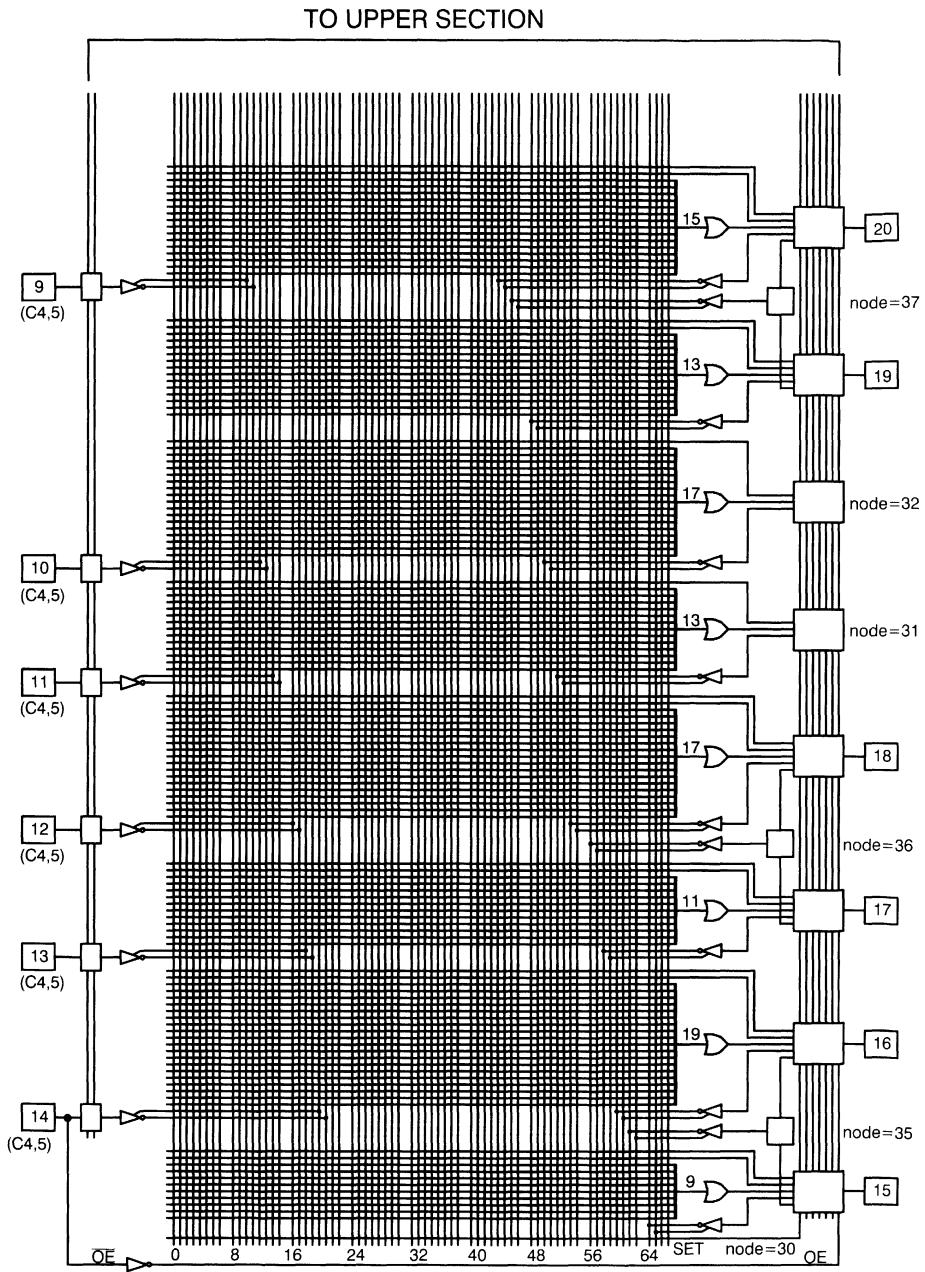 TO UPPER SECTION
15
20
9
(C4,5)
node=37
13
19
17
node=32
10
(C4,5)
13
node=31
11
(C4,5)
17
18
12
(C4,5)
node=36
11
17
13
(C4,5)
19
16
14
(C4,5)
node=35
9
15
SET node=30
OE 0 8 16 24 32 40 48 56 64 OE